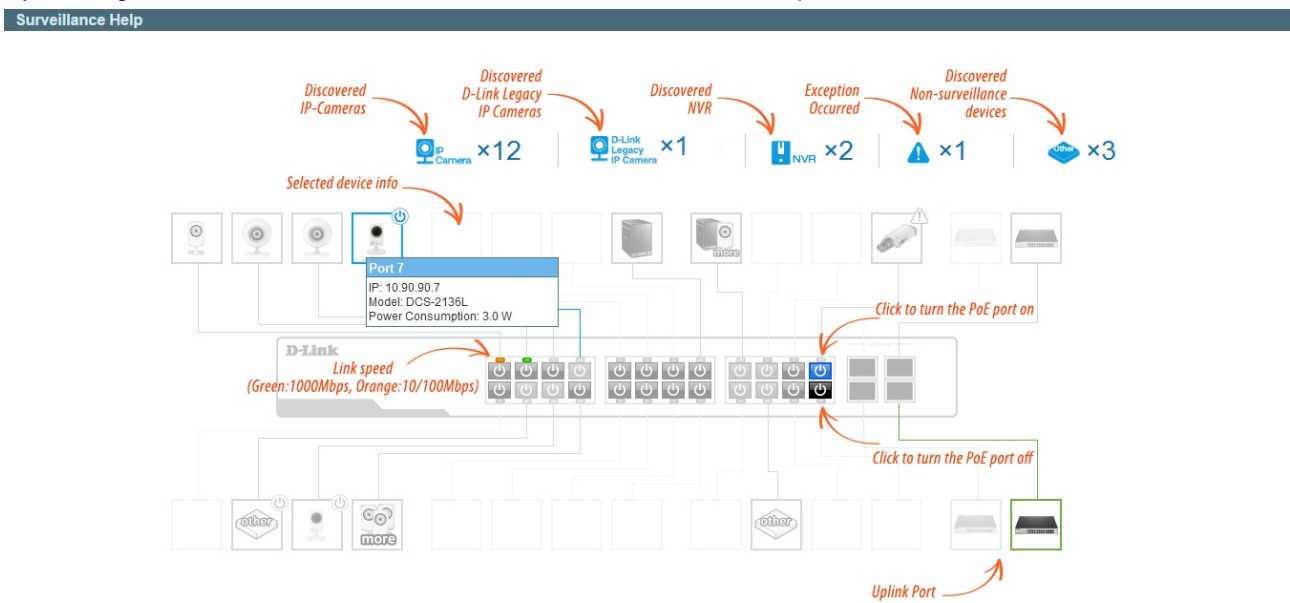 Surveillance Help
Discovered
IP-Cameras
Discovered
D-Link Legacy
IP Cameras
Discovered
NVR
Exception
Occurred
Discovered
Non-surveillance
devices
IP
Camera ×12
D-Link
Legacy
IP Camera ×1
NVR ×2
×1
Other ×3
Selected device info
more
Port 7
IP: 10.90.90.7
Model: DCS-2136L
Power Consumption: 3.0 W
Click to turn the PoE port on
D-Link
Combo
Link speed
(Green:1000Mbps, Orange:10/100Mbps)
Click to turn the PoE port off
other
more
other
Uplink Port